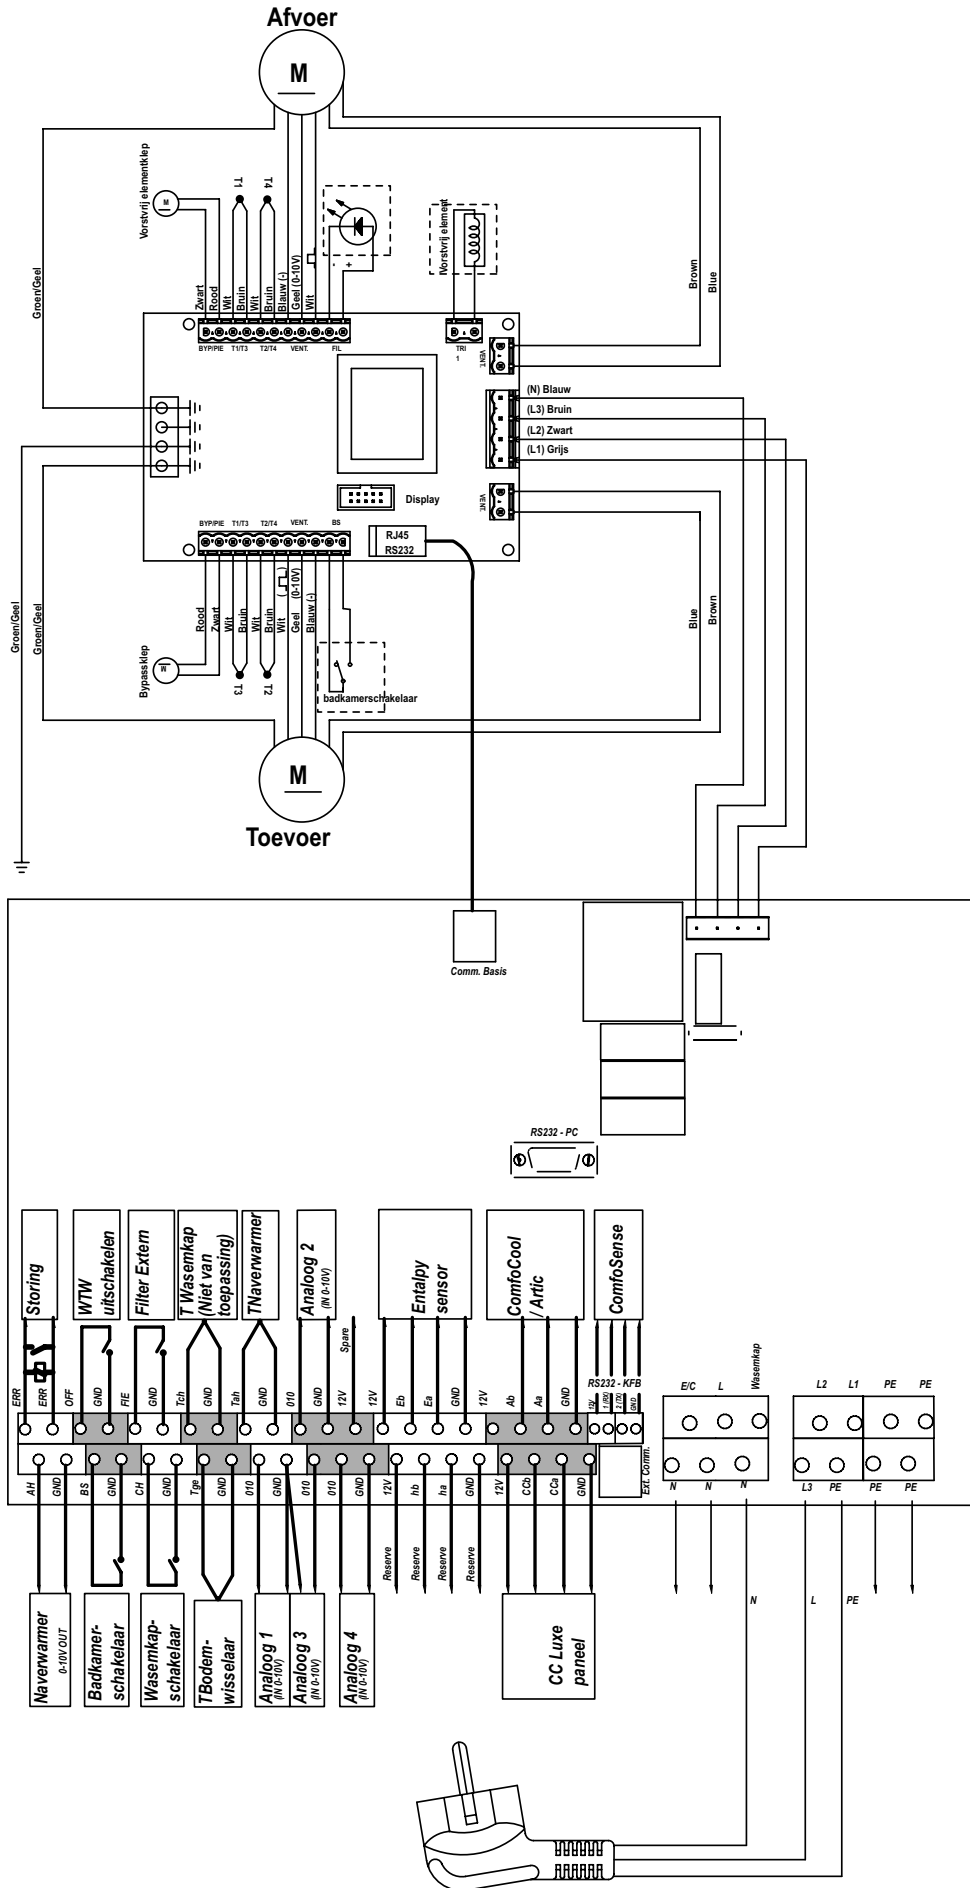 Afvoer
M
Vorstvrij elementklep
M
T1
T4
Vorstvrij element
Groen/Geel
Zwart
Rood
Wit
Bruin
Wit
Bruin
Blauw (-)
Geel (0-10V)
Wit
- +
Brown
Blue
BYP/PIE T1/T3 T2/T4 VENT. FIL
TRI
1
VENT.
(N) Blauw
(L3) Bruin
(L2) Zwart
(L1) Grijs
Display
VENT.
BYP/PIE T1/T3 T2/T4 VENT. BS
RJ45
RS232
Groen/Geel
Groen/Geel
Rood
Zwart
Wit
Bruin
Wit
Bruin
Wit
Geel (0-10V)
Blauw (-)
Blue
Brown
Bypassklep
M
T3
T2
badkamerschakelaar
M
Toevoer
Comm. Basis
RS232 - PC
Storing
WTW
uitschakelen
Filter Extern
T Wasemkap
(Niet van
toepassing)
TNaverwarmer
Analoog 2
(IN 0-10V)
Spare
Entalpy
sensor
ComfoCool
/ Artic
ComfoSense
RS232 - KFB
ERR
ERR
OFF
GND
FIE
GND
Tch
GND
Tah
GND
010
GND
12V
12V
Eb
Ea
GND
12V
Ab
Aa
GND
12V
1 (RX)
2 (TX)
GND
E/C
L
Wasemkap
L2 L1 PE PE
AH
GND
BS
GND
CH
GND
Tge
GND
010
GND
010
010
12V
12V
hb
ha
GND
12V
CCb
CCa
GND
Ext. Comm.
N N N
L3 PE PE PE
Reserve
Reserve
Reserve
Reserve
N
L
PE
Naverwarmer
0-10V OUT
Badkamer-
schakelaar
Wasemkap-
schakelaar
TBodem-
wisselaar
Analoog 1
(IN 0-10V)
Analoog 3
(IN 0-10V)
Analoog 4
(IN 0-10V)
CC Luxe
paneel